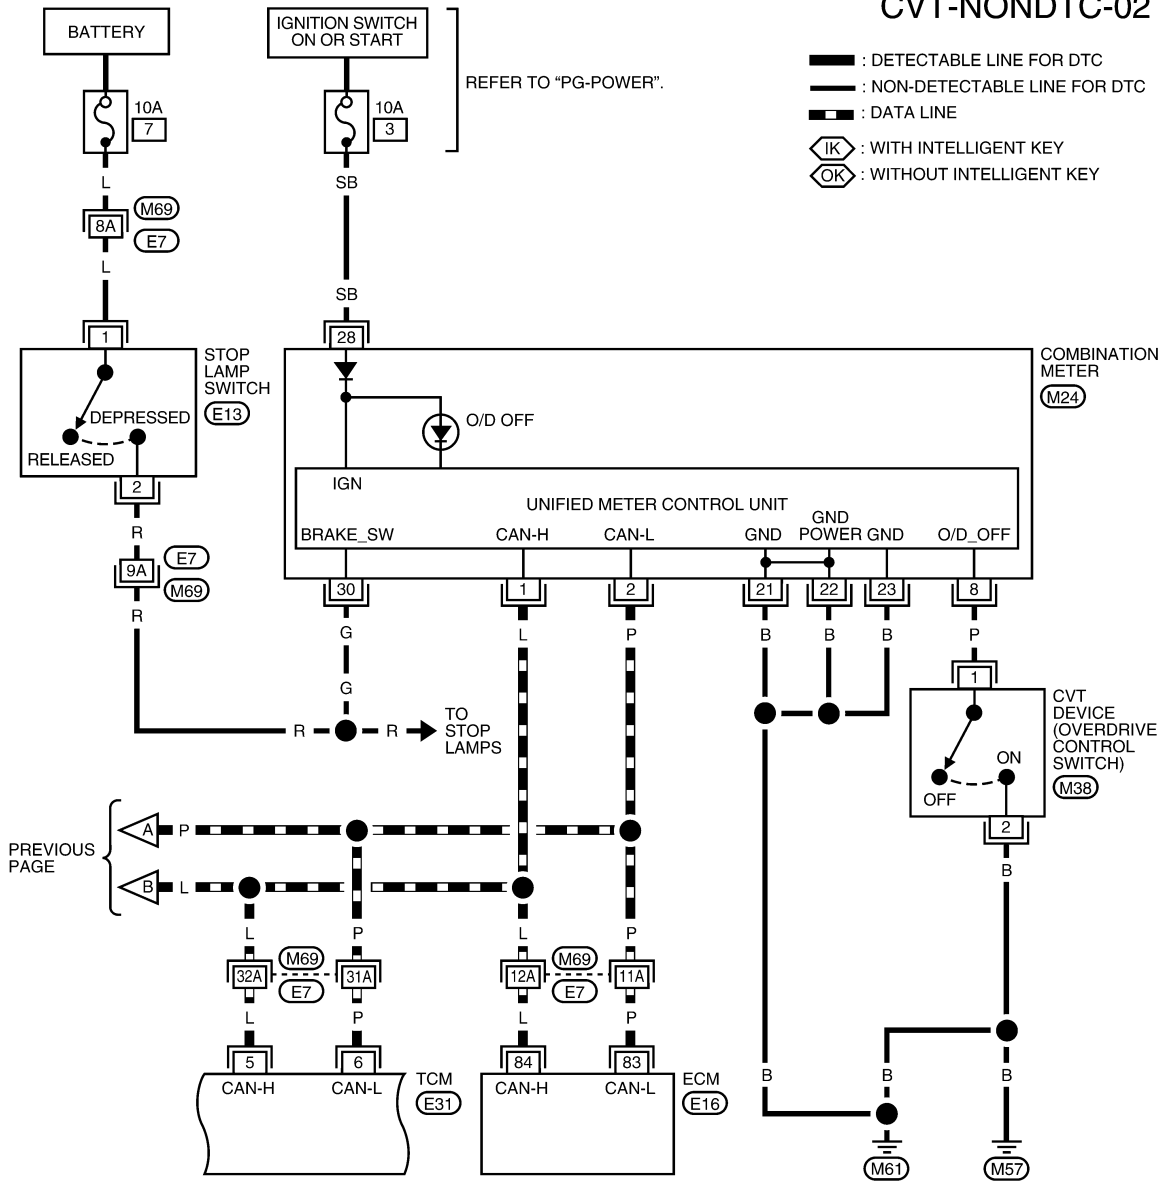 CVT-NONDTC-02
BATTERY
IGNITION SWITCH
ON OR START
REFER TO “PG-POWER”.
: DETECTABLE LINE FOR DTC
: NON-DETECTABLE LINE FOR DTC
: DATA LINE
IK : WITH INTELLIGENT KEY
OK : WITHOUT INTELLIGENT KEY
10A
7
10A
3
L
SB
M69
8A
E7
L
SB
1
28
STOP
LAMP
SWITCH
E13
DEPRESSED
RELEASED
2
COMBINATION
METER
M24
O/D OFF
IGN
UNIFIED METER CONTROL UNIT
BRAKE_SW
CAN-H
CAN-L
GND
GND
POWER
GND
O/D_OFF
R
E7
9A
M69
R
30
1
2
21
22
23
8
G
L
P
B
B
B
P
G
R
R
TO
STOP
LAMPS
1
CVT
DEVICE
(OVERDRIVE
CONTROL
SWITCH)
M38
ON
OFF
2
B
PREVIOUS
PAGE
A
P
B
L
L
P
L
P
32A
M69
E7
31A
12A
M69
E7
11A
L
P
L
P
5
6
84
83
CAN-H
CAN-L
TCM
E31
CAN-H
CAN-L
ECM
E16
B
B
B
M61
M57